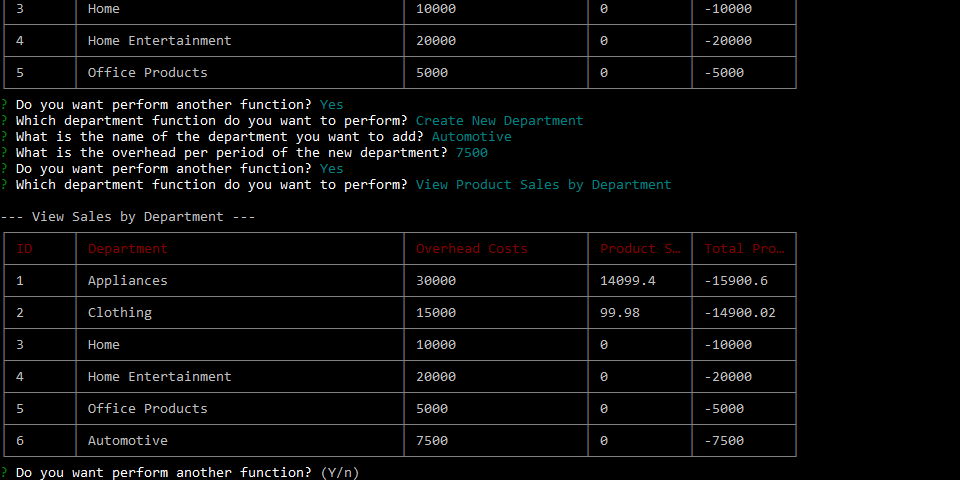 3 Home 10000 0 -10000
4 Home Entertainment 20000 0 -20000
5 Office Products 5000 0 -5000
? Do you want perform another function? Yes
? Which department function do you want to perform? Create New Department
? What is the name of the department you want to add? Automotive
? What is the overhead per period of the new department? 7500
? Do you want perform another function? Yes
? Which department function do you want to perform? View Product Sales by Department
--- View Sales by Department ---
ID Department Overhead Costs Product S… Total Pro…
1 Appliances 30000 14099.4 -15900.6
2 Clothing 15000 99.98 -14900.02
3 Home 10000 0 -10000
4 Home Entertainment 20000 0 -20000
5 Office Products 5000 0 -5000
6 Automotive 7500 0 -7500
? Do you want perform another function? (Y/n)